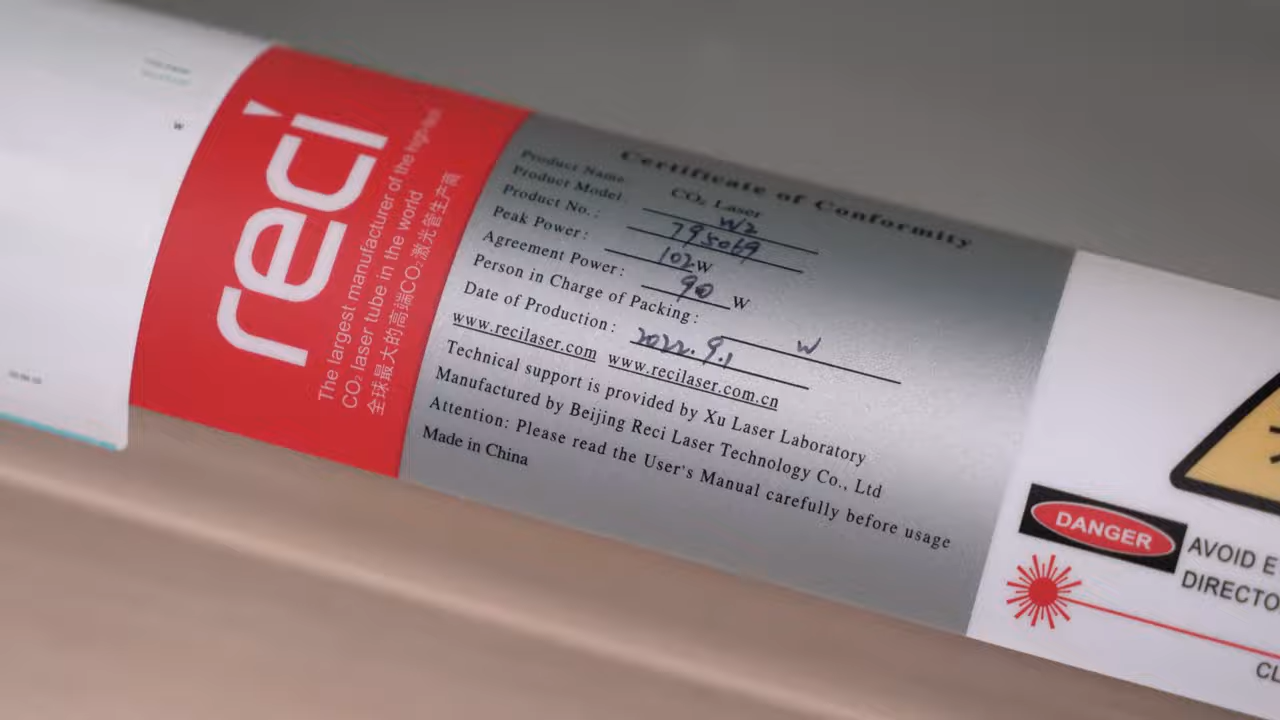 reci
The largest manufacturer of the high-end
CO₂ laser tube in the world
全球最大的高端CO₂激光管生产商
Certificate of Conformity
Product Name CO₂ Laser
Product Model: W2
Product No.: 795069
Peak Power: 102 W
Agreement Power: 90 W
Person in Charge of Packing: W
Date of Production: 2022.9.1
www.recilaser.com www.recilaser.com.cn
Technical support is provided by Xu Laser Laboratory
Manufactured by Beijing Reci Laser Technology Co., Ltd
Attention: Please read the User's Manual carefully before usage
Made in China
W
DANGER
AVOID E
DIRECTO
CL